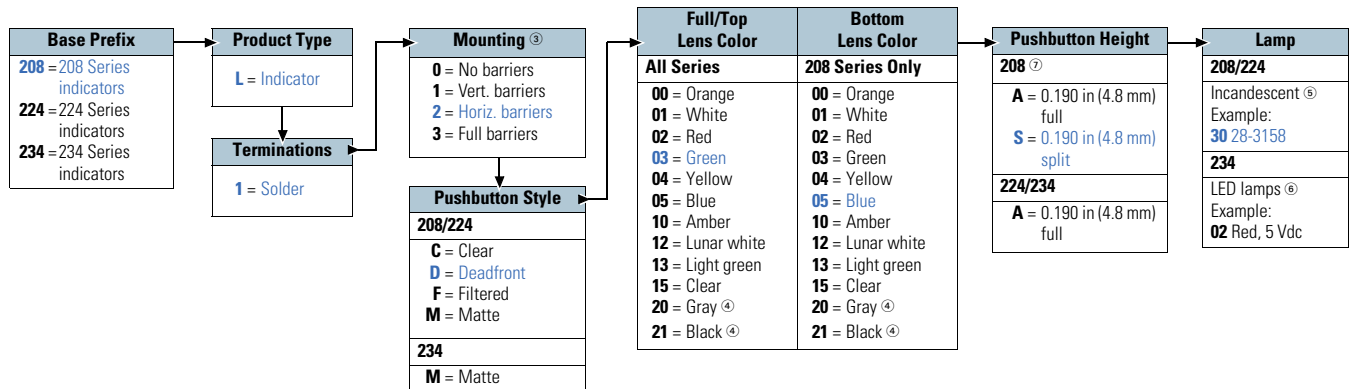 Base Prefix
208 = 208 Series
indicators
224 = 224 Series
indicators
234 = 234 Series
indicators
Product Type
L = Indicator
Terminations
1 = Solder
Mounting ③
0 = No barriers
1 = Vert. barriers
2 = Horiz. barriers
3 = Full barriers
Pushbutton Style
208/224
C = Clear
D = Deadfront
F = Filtered
M = Matte
234
M = Matte
Full/Top
Lens Color
All Series
00 = Orange
01 = White
02 = Red
03 = Green
04 = Yellow
05 = Blue
10 = Amber
12 = Lunar white
13 = Light green
15 = Clear
20 = Gray ④
21 = Black ④
Bottom
Lens Color
208 Series Only
00 = Orange
01 = White
02 = Red
03 = Green
04 = Yellow
05 = Blue
10 = Amber
12 = Lunar white
13 = Light green
15 = Clear
20 = Gray ④
21 = Black ④
Pushbutton Height
208 ⑦
A = 0.190 in (4.8 mm)
full
S = 0.190 in (4.8 mm)
split
224/234
A = 0.190 in (4.8 mm)
full
Lamp
208/224
Incandescent ⑤
Example:
30 28-3158
234
LED lamps ⑥
Example:
02 Red, 5 Vdc